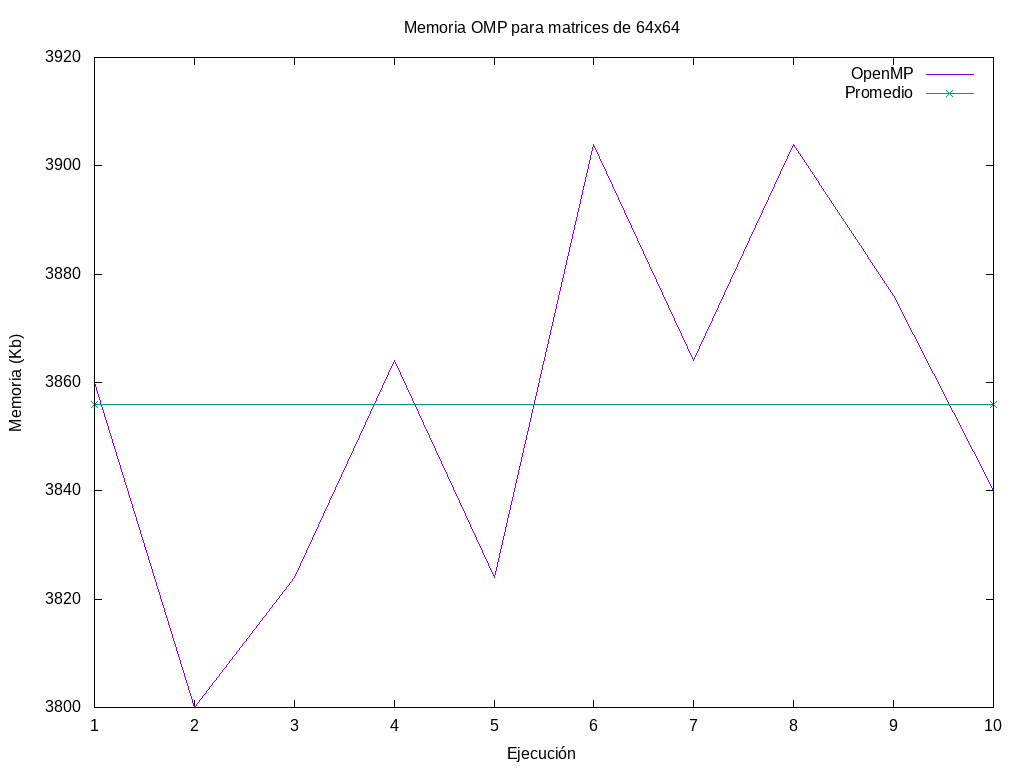 Memoria OMP para matrices de 64x64
OpenMP
Promedio
3920
3900
3880
3860
3840
3820
3800
Memoria (Kb)
1 2 3 4 5 6 7 8 9 10
Ejecución